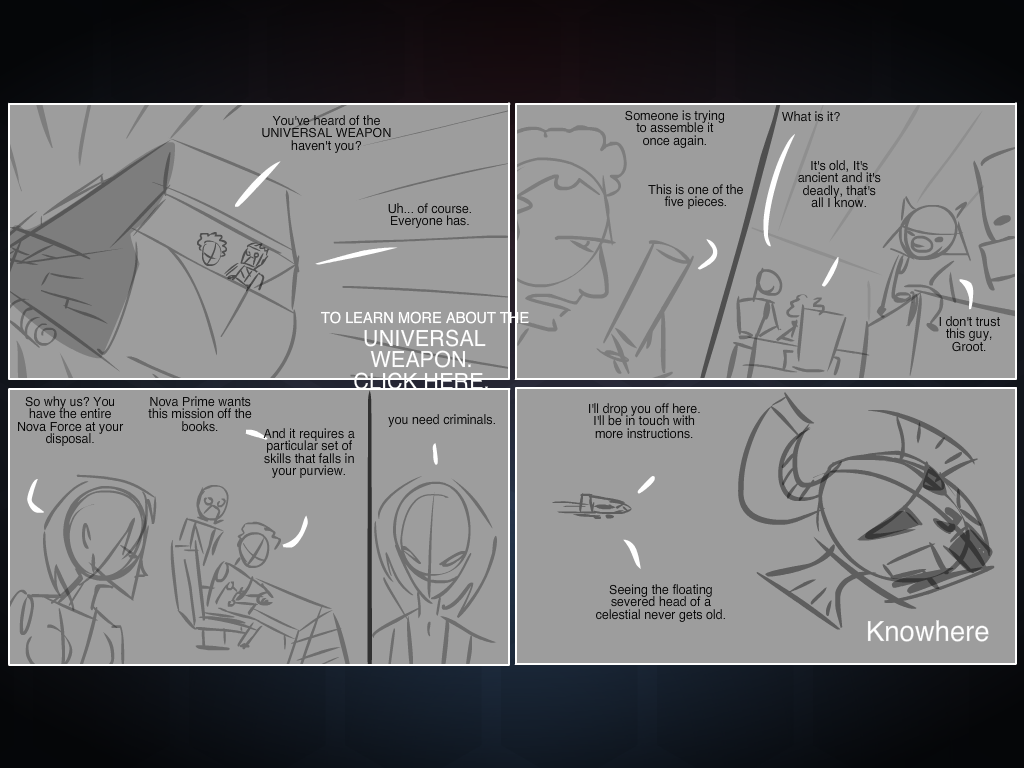 You've heard of the
UNIVERSAL WEAPON
haven't you?
Uh... of course.
Everyone has.
TO LEARN MORE ABOUT THE
UNIVERSAL
WEAPON.
CLICK HERE.
Someone is trying
to assemble it
once again.
This is one of the
five pieces.
What is it?
It's old, It's
ancient and it's
deadly, that's
all I know.
I don't trust
this guy,
Groot.
So why us? You
have the entire
Nova Force at your
disposal.
Nova Prime wants
this mission off the
books.
And it requires a
particular set of
skills that falls in
your purview.
you need criminals.
I'll drop you off here.
I'll be in touch with
more instructions.
Seeing the floating
severed head of a
celestial never gets old.
Knowhere